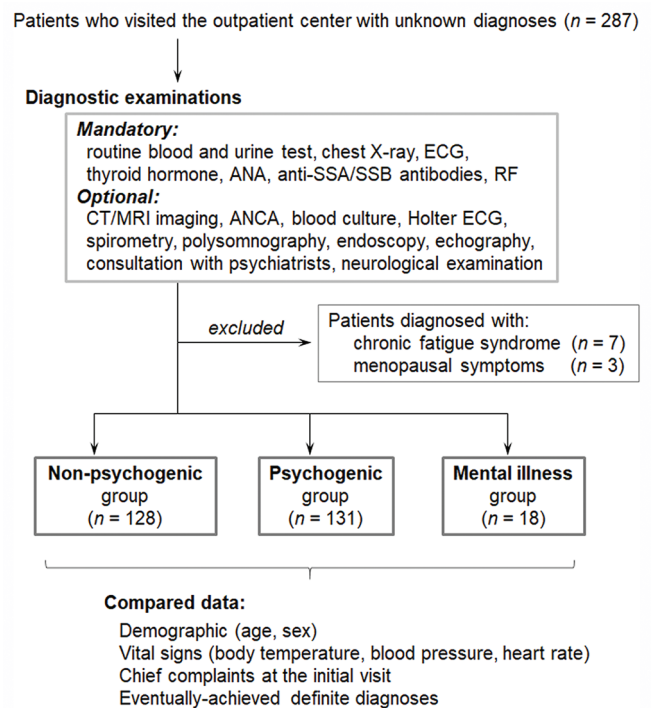 Patients who visited the outpatient center with unknown diagnoses (n = 287)
Diagnostic examinations
Mandatory:
routine blood and urine test, chest X-ray, ECG,
thyroid hormone, ANA, anti-SSA/SSB antibodies, RF
Optional:
CT/MRI imaging, ANCA, blood culture, Holter ECG,
spirometry, polysomnography, endoscopy, echography,
consultation with psychiatrists, neurological examination
excluded
Patients diagnosed with:
chronic fatigue syndrome (n = 7)
menopausal symptoms (n = 3)
Non-psychogenic
group
(n = 128)
Psychogenic
group
(n = 131)
Mental illness
group
(n = 18)
Compared data:
Demographic (age, sex)
Vital signs (body temperature, blood pressure, heart rate)
Chief complaints at the initial visit
Eventually-achieved definite diagnoses